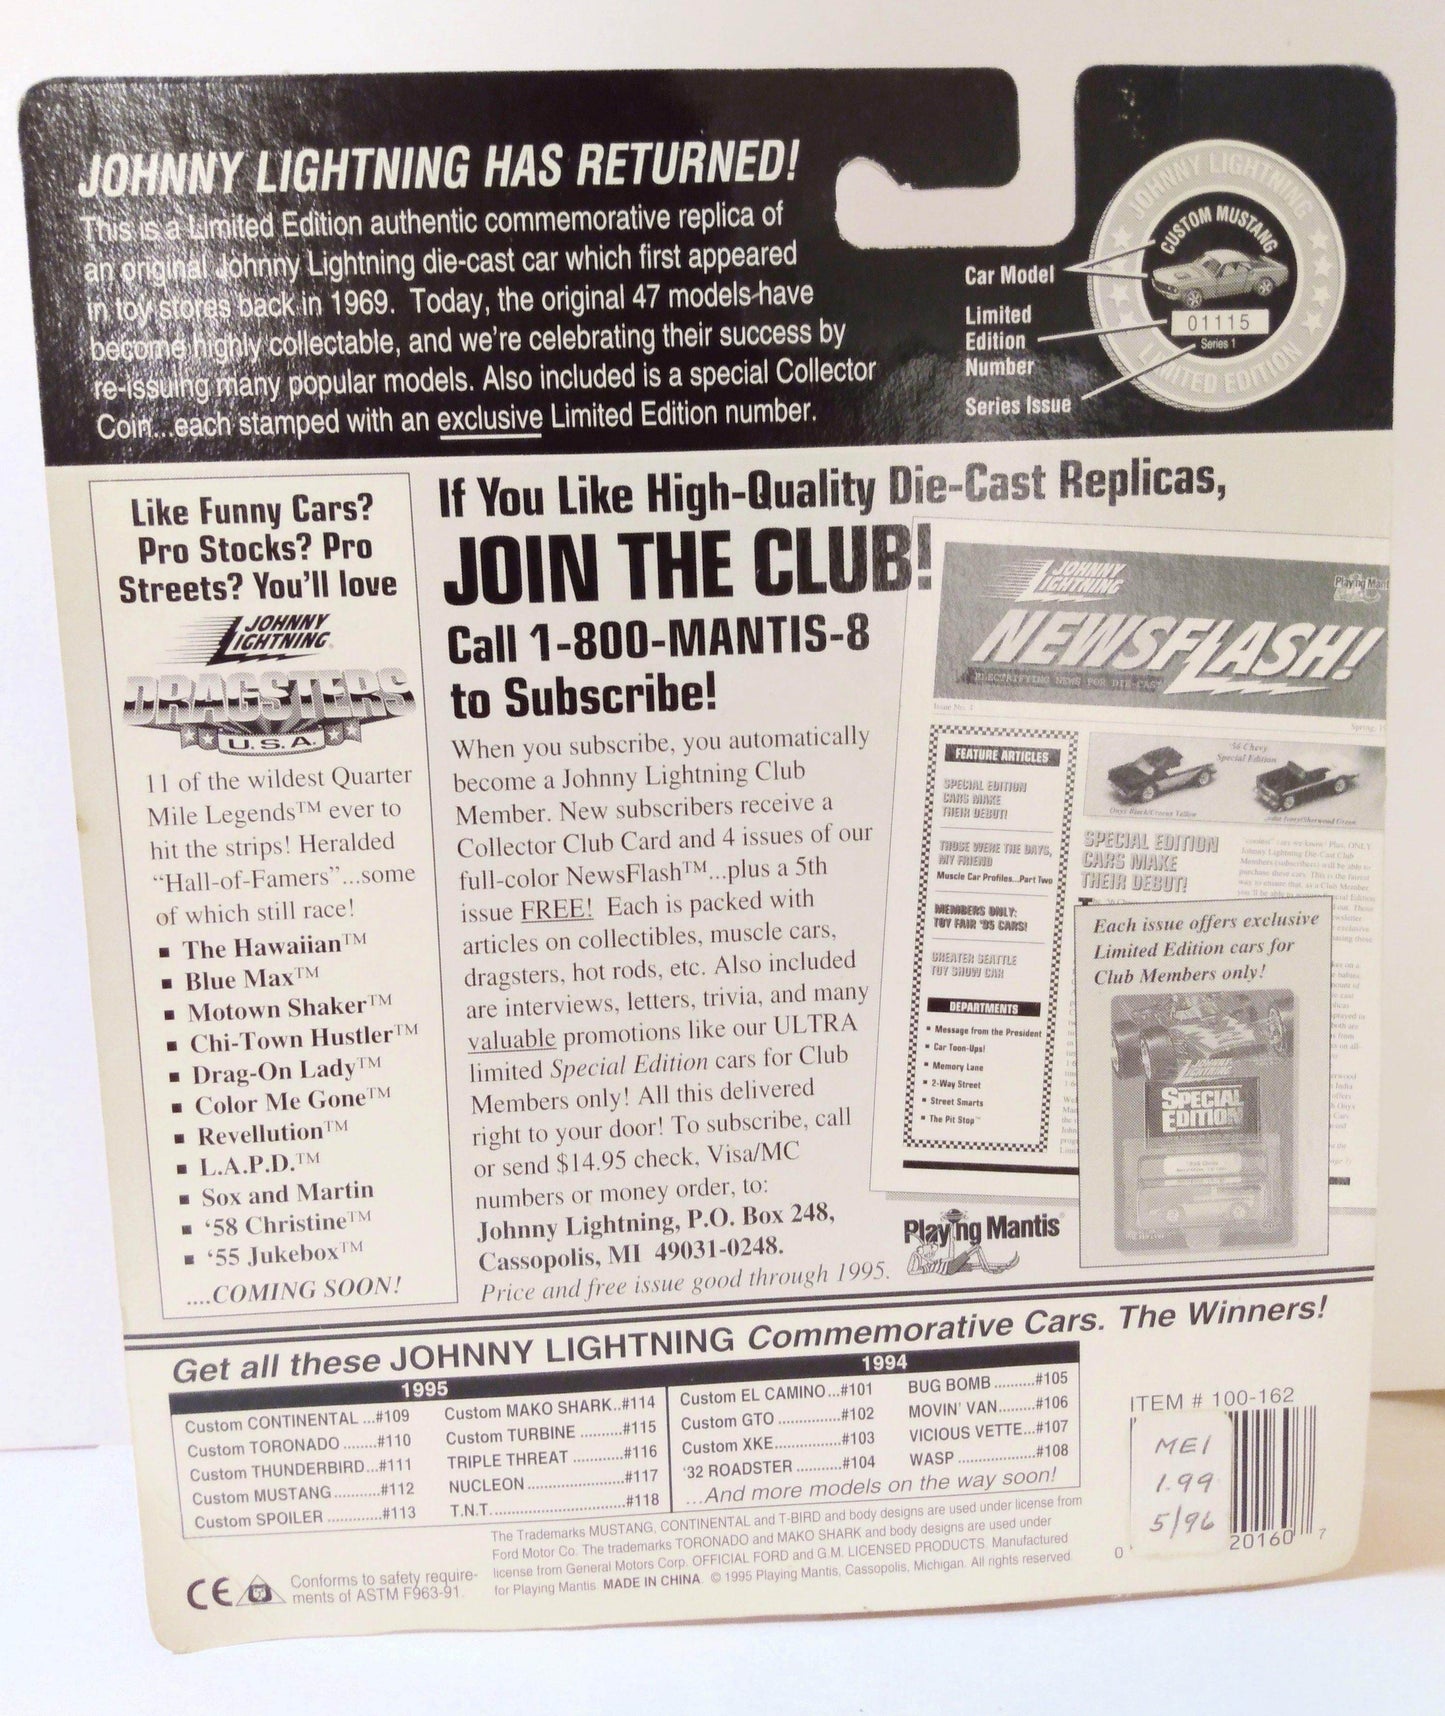 JOHNNY LIGHTNING HAS RETURNED!
This is a Limited Edition authentic commemorative replica of
an original Johnny Lightning die-cast car which first appeared
in toy stores back in 1969. Today, the original 47 models have
become highly collectable, and we're celebrating their success by
re-issuing many popular models. Also included is a special Collector
Coin...each stamped with an exclusive Limited Edition number.
Car Model
Limited
Edition
Number
Series Issue
JOHNNY LIGHTNING
CUSTOM MUSTANG
01115
Series 1
LIMITED EDITION
Like Funny Cars?
Pro Stocks? Pro
Streets? You'll love
JOHNNY
LIGHTNING
DRAGSTERS
U.S.A.
11 of the wildest Quarter
Mile Legends™ ever to
hit the strips! Heralded
“Hall-of-Famers”...some
of which still race!
▪ The Hawaiian™
▪ Blue Max™
▪ Motown Shaker™
▪ Chi-Town Hustler™
▪ Drag-On Lady™
▪ Color Me Gone™
▪ Revellution™
▪ L.A.P.D.™
▪ Sox and Martin
▪ ‘58 Christine™
▪ ‘55 Jukebox™
....COMING SOON!
If You Like High-Quality Die-Cast Replicas,
JOIN THE CLUB!
Call 1-800-MANTIS-8
to Subscribe!
When you subscribe, you automatically
become a Johnny Lightning Club
Member. New subscribers receive a
Collector Club Card and 4 issues of our
full-color NewsFlash™...plus a 5th
issue FREE! Each is packed with
articles on collectibles, muscle cars,
dragsters, hot rods, etc. Also included
are interviews, letters, trivia, and many
valuable promotions like our ULTRA
limited Special Edition cars for Club
Members only! All this delivered
right to your door! To subscribe, call
or send $14.95 check, Visa/MC
numbers or money order, to:
Johnny Lightning, P.O. Box 248,
Cassopolis, MI 49031-0248.
Price and free issue good through 1995.
JOHNNY
LIGHTNING
Playing Mant
NEWSFLASH!
ELECTRIFYING NEWS FOR DIE-CAST
Spring, 19
FEATURE ARTICLES
SPECIAL EDITION
CARS MAKE
THEIR DEBUT!
THOSE WERE THE DAYS,
MY FRIEND
Muscle Car Profiles...Part Two
MEMBERS ONLY:
TOY FAIR '95 CARS!
GREATER SEATTLE
TOY SHOW CAR
DEPARTMENTS
▪ Message from the President
▪ Car Toon-Ups!
▪ Memory Lane
▪ 2-Way Street
▪ Street Smarts
▪ The Pit Stop™
'56 Chevy
Special Edition
SPECIAL EDITION
CARS MAKE
THEIR DEBUT!
Each issue offers exclusive
Limited Edition cars for
Club Members only!
LIGHTNING
SPECIAL
EDITION
Playing Mantis
Get all these JOHNNY LIGHTNING Commemorative Cars. The Winners!
1995
Custom CONTINENTAL ...#109
Custom TORONADO ........#110
Custom THUNDERBIRD...#111
Custom MUSTANG..........#112
Custom SPOILER ............#113
Custom MAKO SHARK..#114
Custom TURBINE .........#115
TRIPLE THREAT ...........#116
NUCLEON.....................#117
T.N.T............................#118
1994
Custom EL CAMINO...#101
Custom GTO .............#102
Custom XKE..............#103
'32 ROADSTER ..........#104
BUG BOMB .........#105
MOVIN' VAN........#106
VICIOUS VETTE...#107
WASP .................#108
...And more models on the way soon!
ITEM # 100-162
MEI
1.99
5/96
0
20160
7
CE
Conforms to safety require-
ments of ASTM F963-91.
The Trademarks MUSTANG, CONTINENTAL and T-BIRD and body designs are used under license from
Ford Motor Co. The trademarks TORONADO and MAKO SHARK and body designs are used under
license from General Motors Corp. OFFICIAL FORD and G.M. LICENSED PRODUCTS. Manufactured
for Playing Mantis. MADE IN CHINA. © 1995 Playing Mantis, Cassopolis, Michigan. All rights reserved.